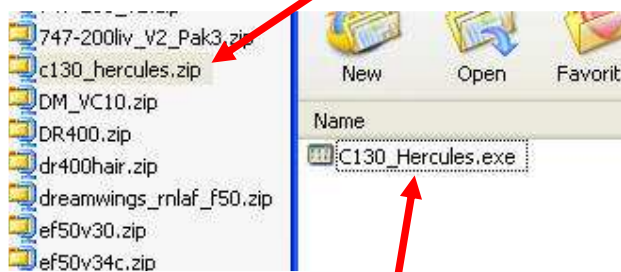 747-200liv_V2_Pak3.zip
c130_hercules.zip
DM_VC10.zip
DR400.zip
dr400hair.zip
dreamwings_rnlaf_f50.zip
ef50v30.zip
ef50v34c.zip
New Open Favorit
Name
C130_Hercules.exe